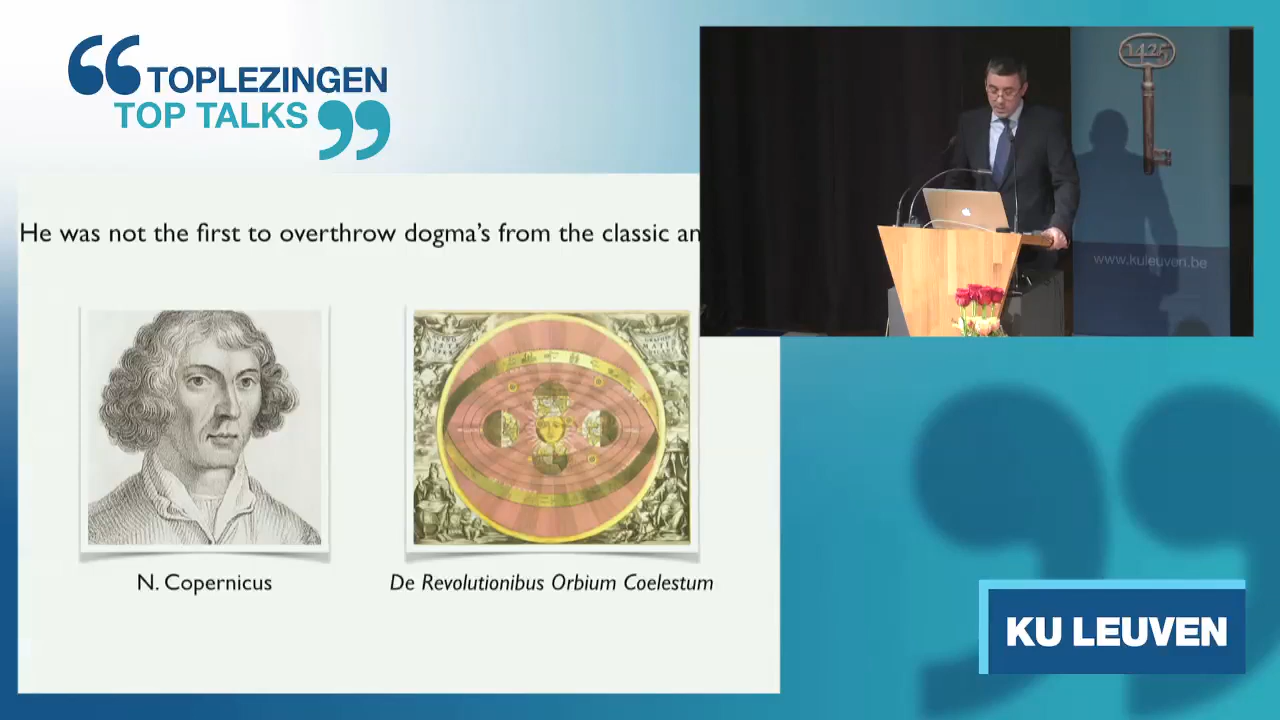 TOPLEZINGEN
TOP TALKS
1425
www.kuleuven.be
He was not the first to overthrow dogma's from the classic an
N. Copernicus
De Revolutionibus Orbium Coelestum
KU LEUVEN